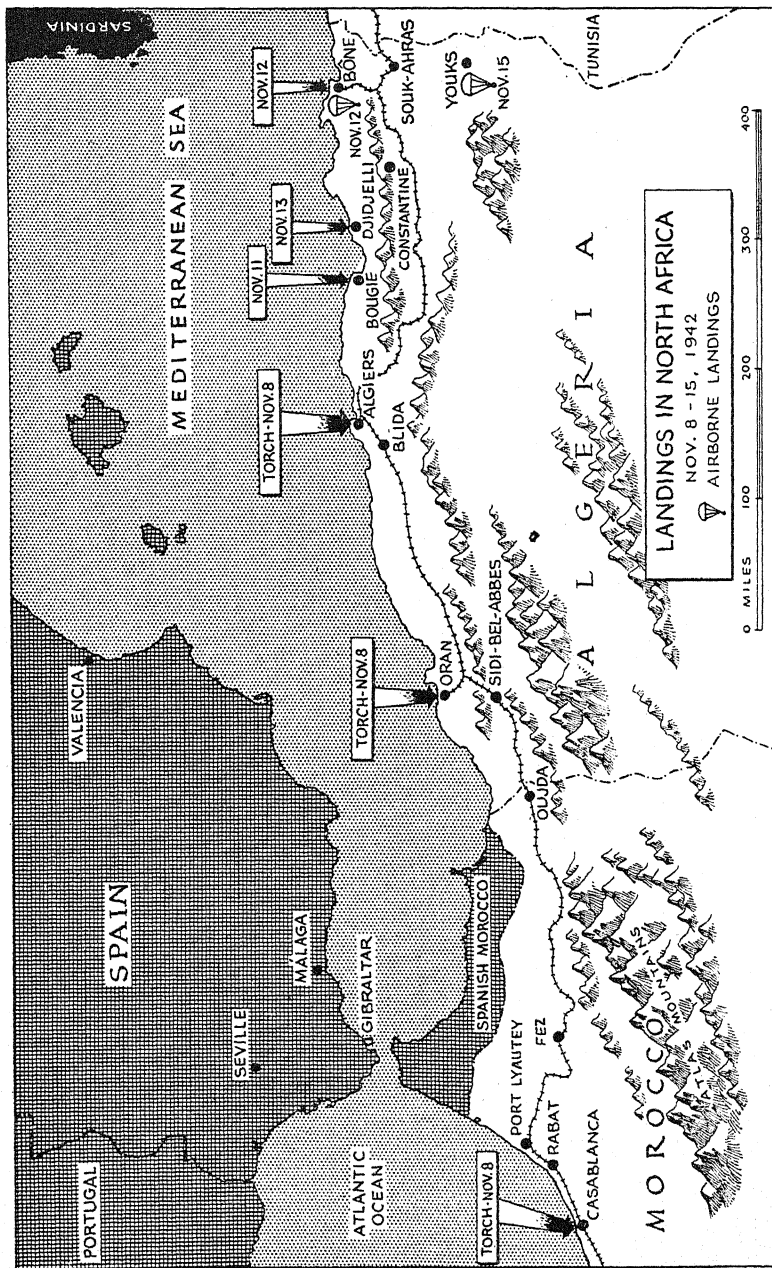 PORTUGAL
SPAIN
SEVILLE
MÁLAGA
VALENCIA
GIBRALTAR
ATLANTIC
OCEAN
MEDITERRANEAN SEA
SARDINIA
TORCH-NOV.8
TORCH-NOV.8
TORCH-NOV.8
NOV.11
NOV.13
NOV.12
SPANISH MOROCCO
PORT LYAUTEY
RABAT
CASABLANCA
FEZ
OUJDA
ORAN
SIDI-BEL-ABBES
ALGIERS
BLIDA
BOUGIE
DJIDJELLI
CONSTANTINE
NOV.12
BÔNE
SOUK-AHRAS
YOUKS
NOV.15
TUNISIA
MOROCCO
ATLAS
MOUNTAINS
ALGERIA
LANDINGS IN NORTH AFRICA
NOV. 8 - 15, 1942
AIRBORNE LANDINGS
0 MILES 100 200 300 400